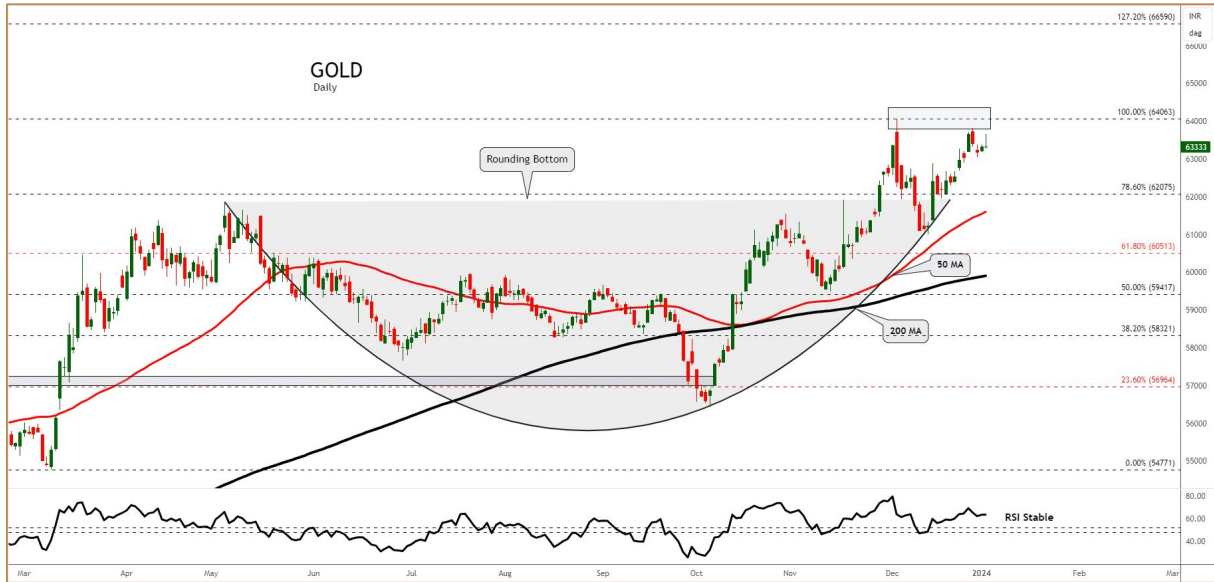 127.20% (66590)
INR
dag
66000
GOLD
Daily
65000
100.00% (64063)
64000
63333
63000
Rounding Bottom
78.60% (62075)
62000
61000
61.80% (60513)
50 MA
60000
50.00% (59417)
59000
200 MA
38.20% (58321)
58000
57000
23.60% (56964)
56000
55000
0.00% (54771)
80.00
RSI Stable
60.00
40.00
Mar Apr May Jun Jul Aug Sep Oct Nov Dec 2024 Feb Mar